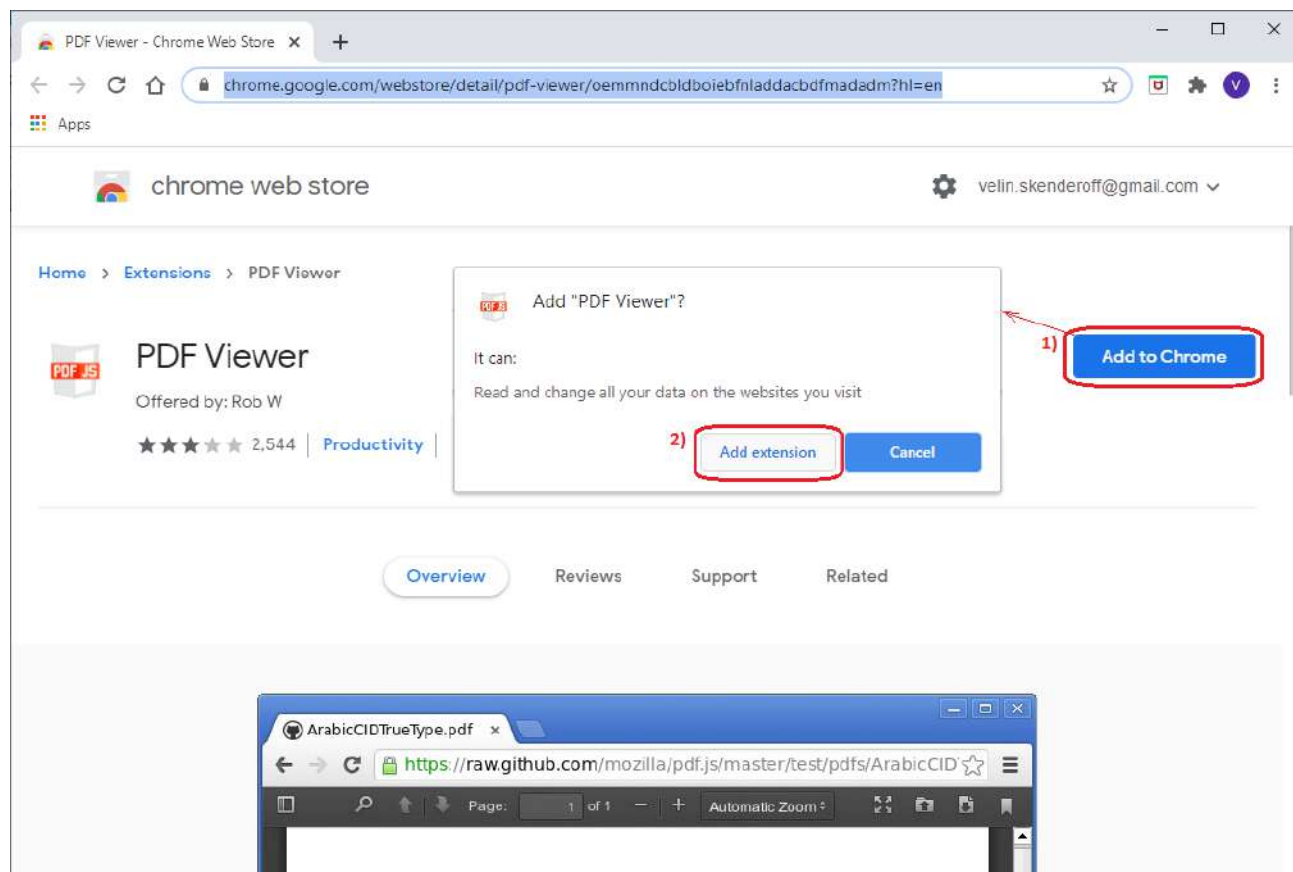 PDF Viewer - Chrome Web Store
chrome.google.com/webstore/detail/pdf-viewer/oemmndcbldboiebfnladdacbdfmadadm?hl=en
V
Apps
chrome web store
velin.skenderoff@gmail.com
Home > Extensions > PDF Viewer
PDF JS
Add "PDF Viewer"?
1)
Add to Chrome
PDF JS
PDF Viewer
It can:
Offered by: Rob W
Read and change all your data on the websites you visit
2,544 | Productivity
2)
Add extension
Cancel
Overview
Reviews
Support
Related
ArabicCIDTrueType.pdf
https://raw.github.com/mozilla/pdf.js/master/test/pdfs/ArabicCID
Page: 1 of 1
Automatic Zoom